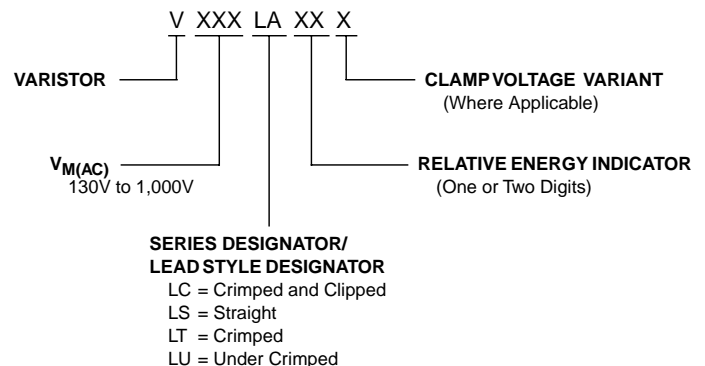 V XXX LA XX X
VARISTOR
CLAMP VOLTAGE VARIANT
(Where Applicable)
VM(AC)
130V to 1,000V
RELATIVE ENERGY INDICATOR
(One or Two Digits)
SERIES DESIGNATOR/
LEAD STYLE DESIGNATOR
LC = Crimped and Clipped
LS = Straight
LT = Crimped
LU = Under Crimped